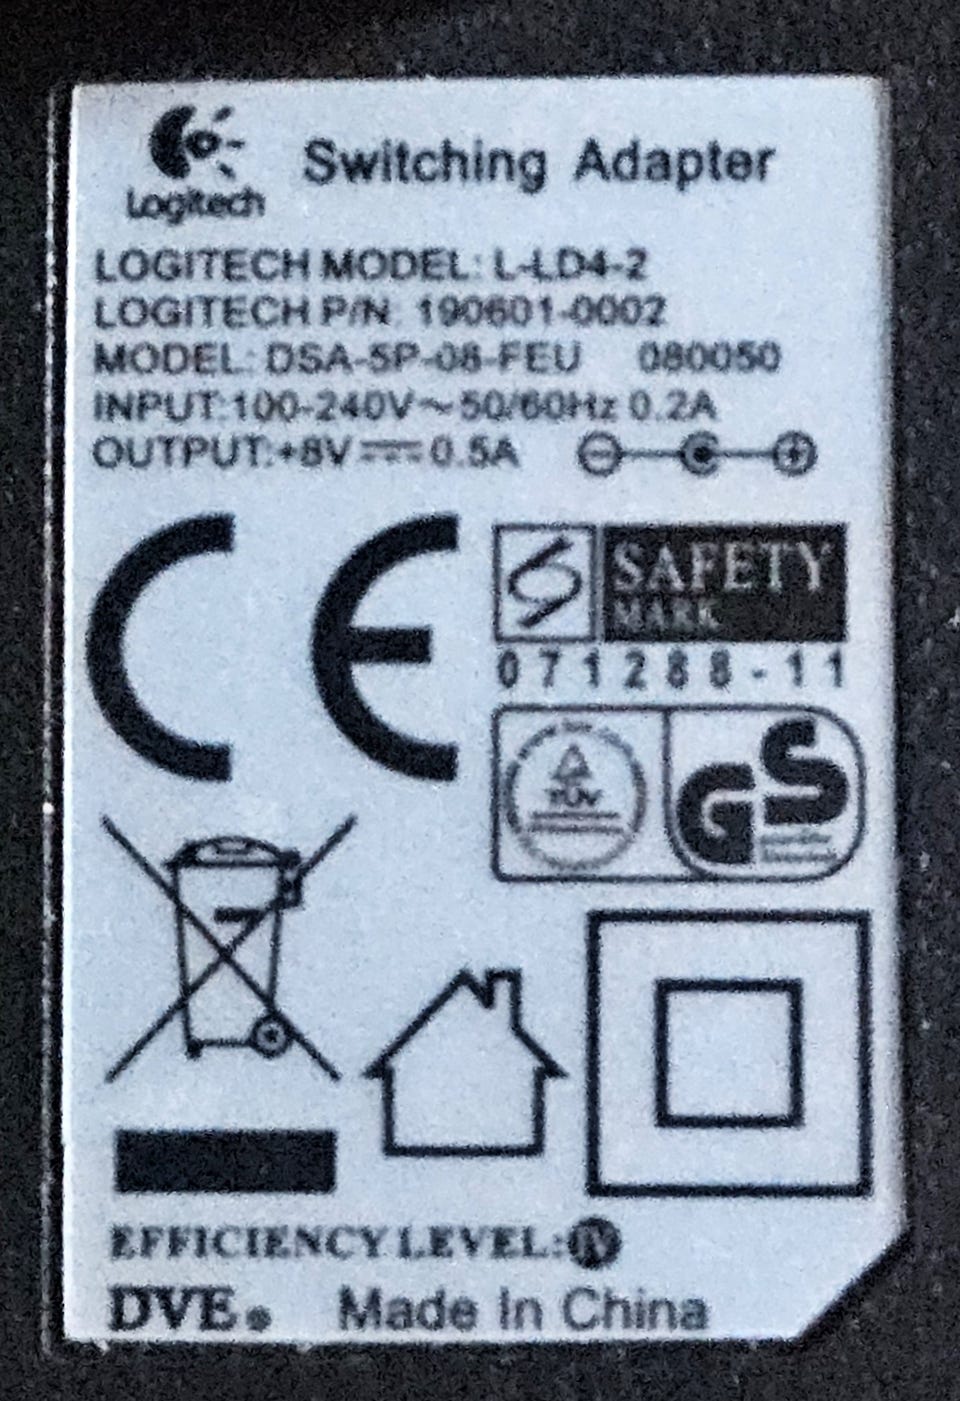 Logitech
Switching Adapter
LOGITECH MODEL: L-LD4-2
LOGITECH P/N: 190601-0002
MODEL: DSA-5P-08-FEU 080050
INPUT:100-240V~50/60Hz 0.2A
OUTPUT:+8V⎓0.5A
CE
SAFETY
MARK
071288-11
TÜV
GS
EFFICIENCY LEVEL:IV
DVE® Made In China